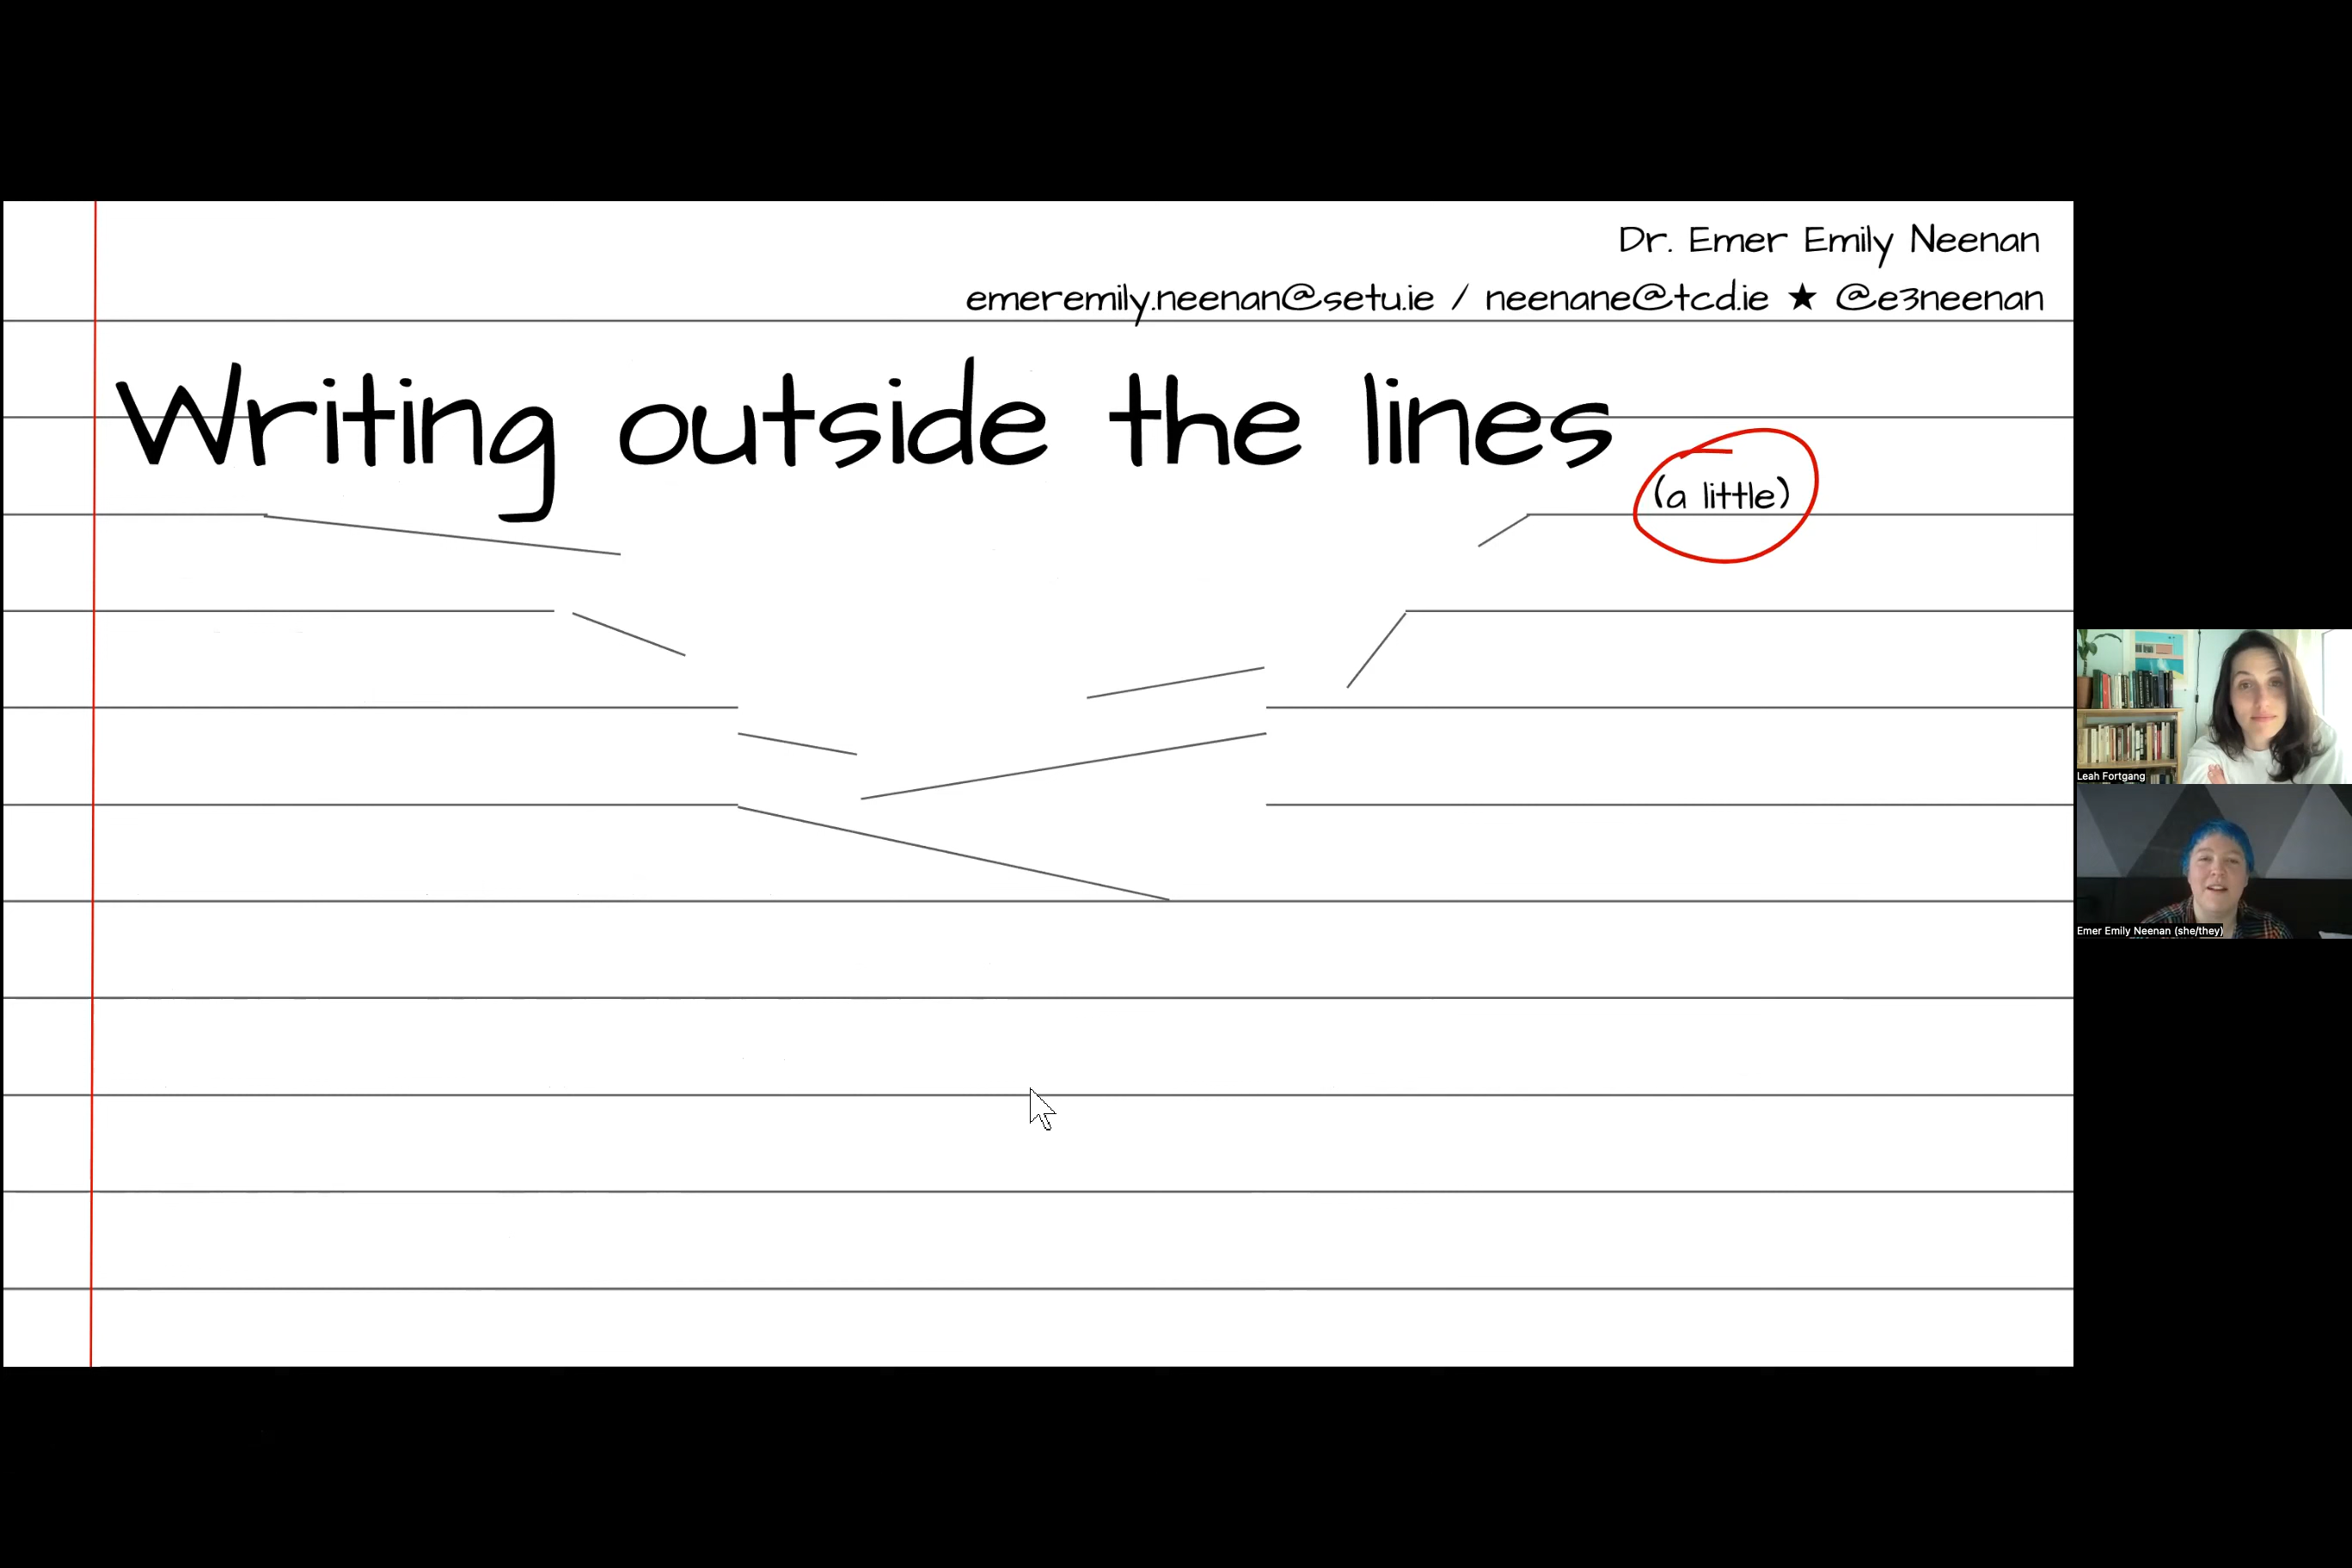 Dr. Emer Emily Neenan
emeremily.neenan@setu.ie / neenane@tcd.ie ★ @e3neenan
Writing outside the lines
(a little)
Leah Fortgang
Emer Emily Neenan (she/they)